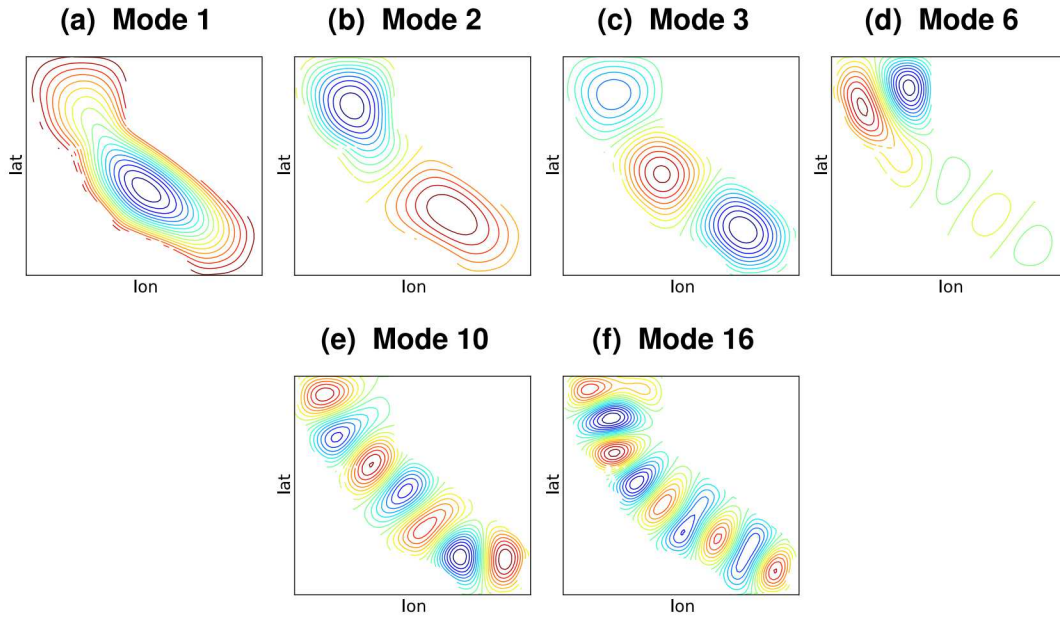 (a) Mode 1
(b) Mode 2
(c) Mode 3
(d) Mode 6
lat
lat
lat
lat
lon
lon
lon
lon
(e) Mode 10
(f) Mode 16
lat
lat
lon
lon